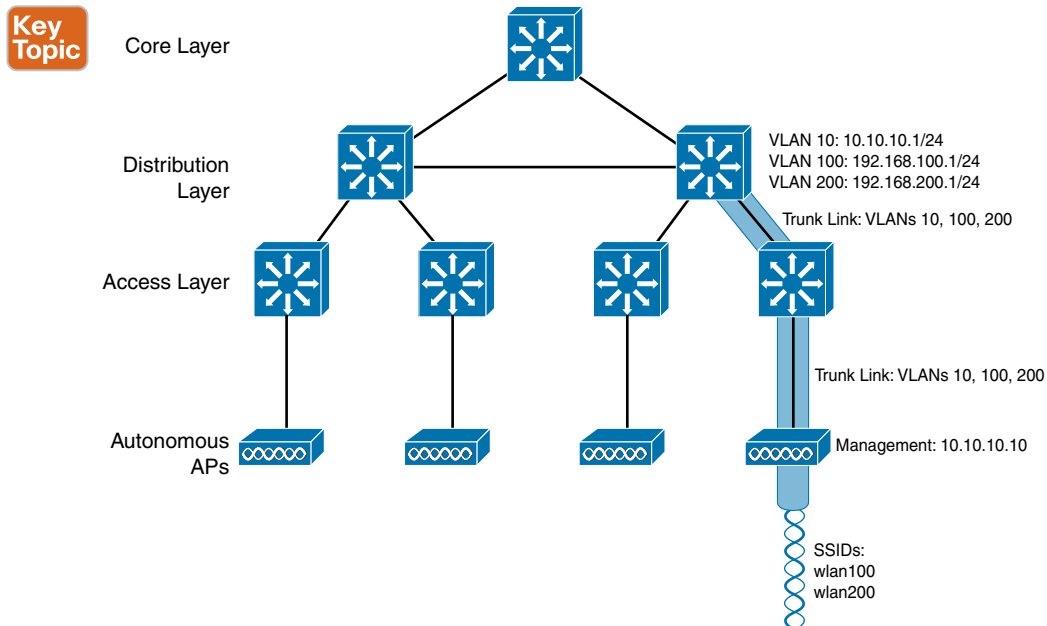 Key
Topic
Core Layer
Distribution
Layer
VLAN 10: 10.10.10.1/24
VLAN 100: 192.168.100.1/24
VLAN 200: 192.168.200.1/24
Trunk Link: VLANs 10, 100, 200
Access Layer
Trunk Link: VLANs 10, 100, 200
Autonomous
APs
Management: 10.10.10.10
SSIDs:
wlan100
wlan200